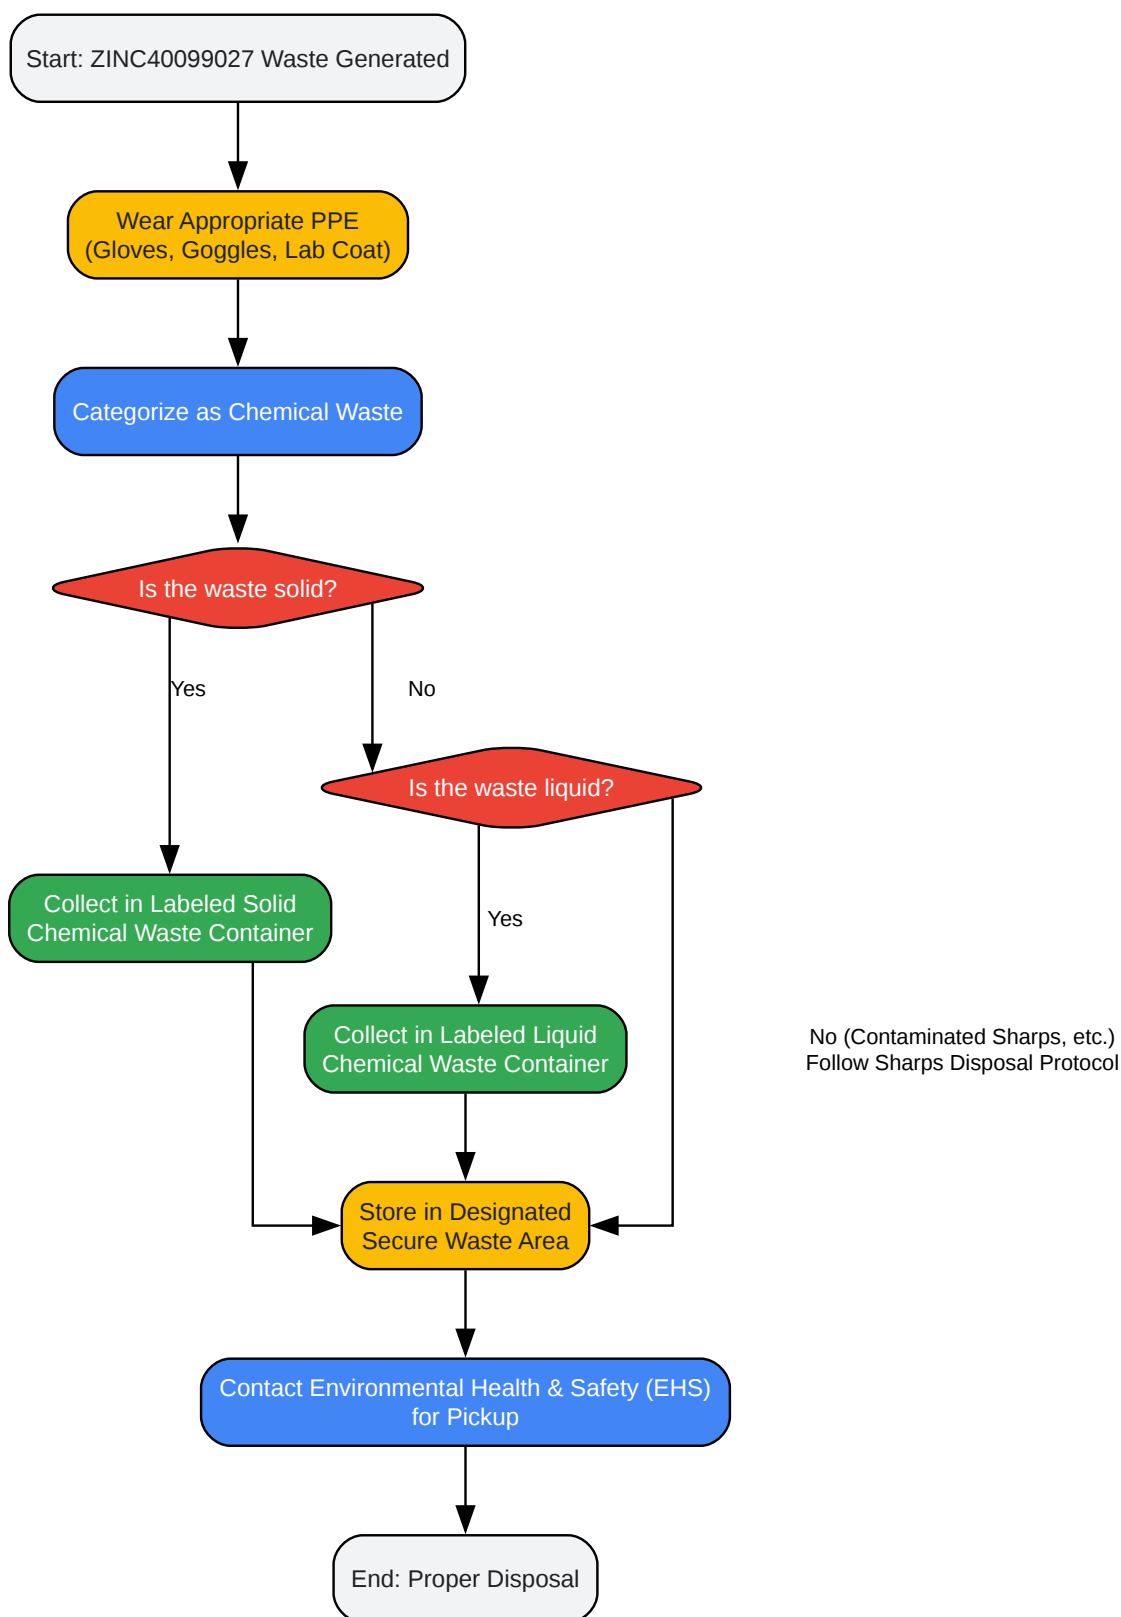 Start: ZINC40099027 Waste Generated
Wear Appropriate PPE
(Gloves, Goggles, Lab Coat)
Categorize as Chemical Waste
Is the waste solid?
Yes
No
Is the waste liquid?
Collect in Labeled Solid
Chemical Waste Container
Yes
Collect in Labeled Liquid
Chemical Waste Container
No (Contaminated Sharps, etc.)
Follow Sharps Disposal Protocol
Store in Designated
Secure Waste Area
Contact Environmental Health & Safety (EHS)
for Pickup
End: Proper Disposal